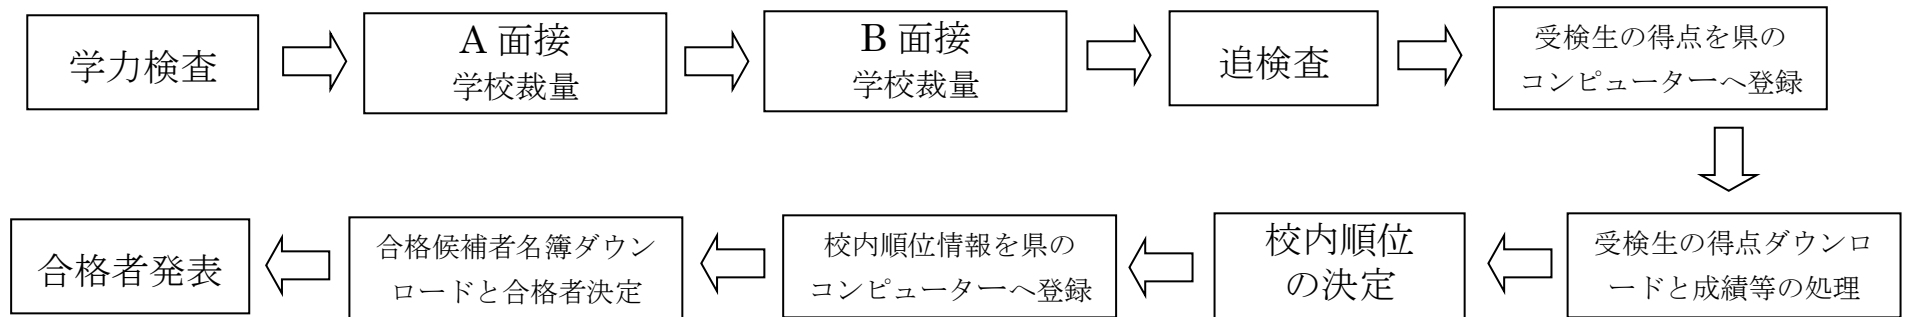 学力検査
A 面接
学校裁量
B 面接
学校裁量
追検査
受検生の得点を県の
コンピューターへ登録
受検生の得点ダウンロ
ードと成績等の処理
校内順位
の決定
校内順位情報を県の
コンピューターへ登録
合格候補者名簿ダウン
ロードと合格者決定
合格者発表